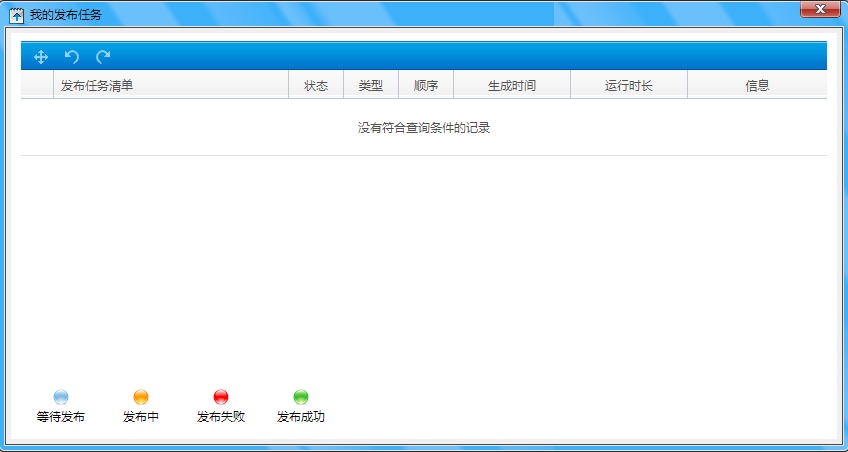 我的发布任务
发布任务清单 状态 类型 顺序 生成时间 运行时长 信息
没有符合查询条件的记录
等待发布 发布中 发布失败 发布成功